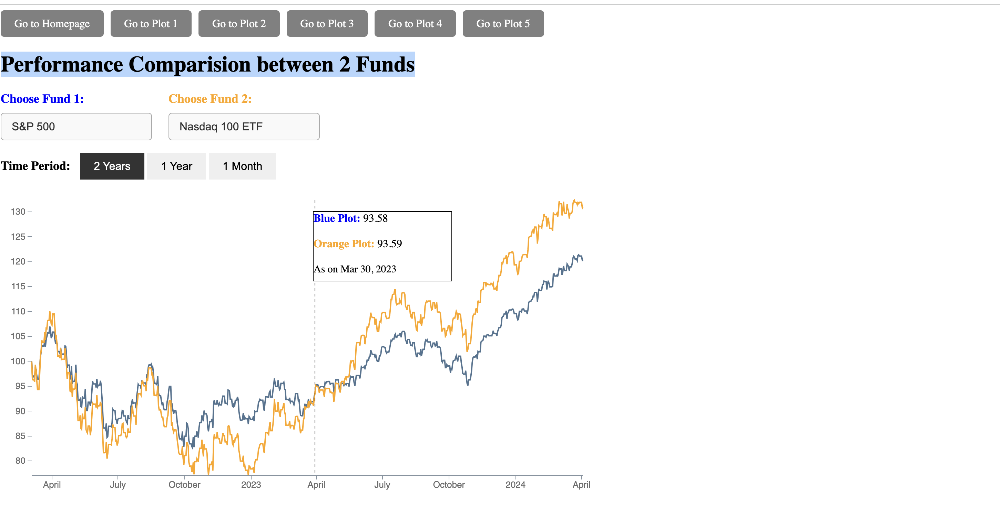 Go to Homepage Go to Plot 1 Go to Plot 2 Go to Plot 3 Go to Plot 4 Go to Plot 5
Performance Comparision between 2 Funds
Choose Fund 1: Choose Fund 2:
S&P 500 Nasdaq 100 ETF
Time Period: 2 Years 1 Year 1 Month
130
125
120
115
110
105
100
95
90
85
80
Blue Plot: 93.58
Orange Plot: 93.59
As on Mar 30, 2023
April July October 2023 April July October 2024 April